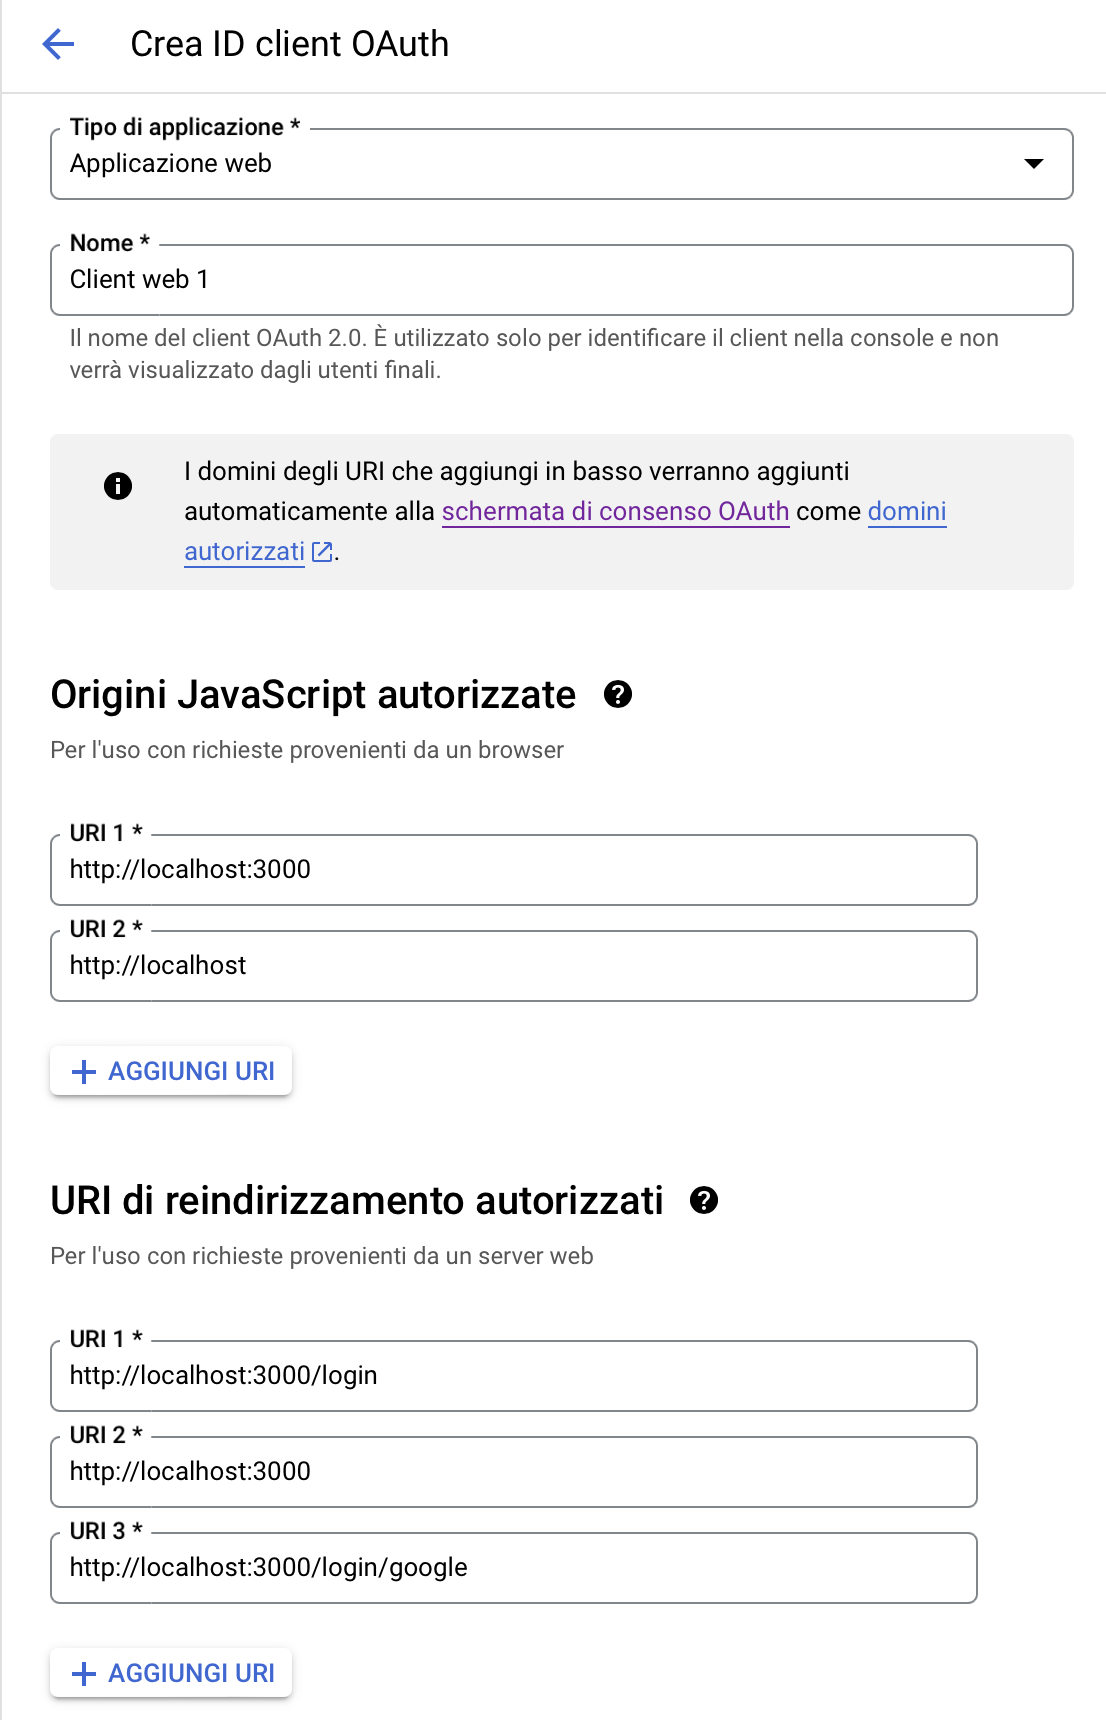 Crea ID client OAuth
Tipo di applicazione *
Applicazione web
Nome *
Client web 1
Il nome del client OAuth 2.0. È utilizzato solo per identificare il client nella console e non
verrà visualizzato dagli utenti finali.
I domini degli URI che aggiungi in basso verranno aggiunti
automaticamente alla schermata di consenso OAuth come domini
autorizzati.
Origini JavaScript autorizzate
Per l'uso con richieste provenienti da un browser
URI 1 *
http://localhost:3000
URI 2 *
http://localhost
AGGIUNGI URI
URI di reindirizzamento autorizzati
Per l'uso con richieste provenienti da un server web
URI 1 *
http://localhost:3000/login
URI 2 *
http://localhost:3000
URI 3 *
http://localhost:3000/login/google
AGGIUNGI URI